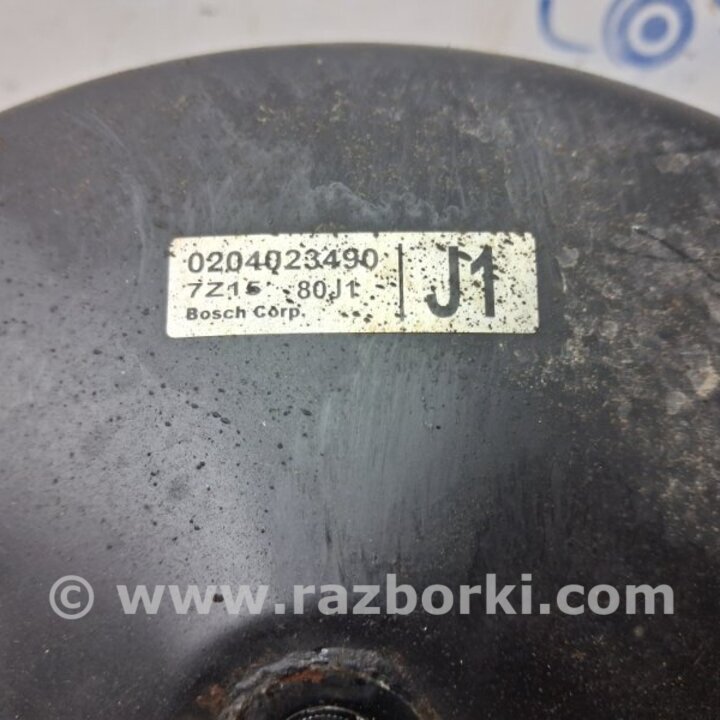 0204023490
7Z15 80J1
Bosch Corp.
J1
© www.razborki.com